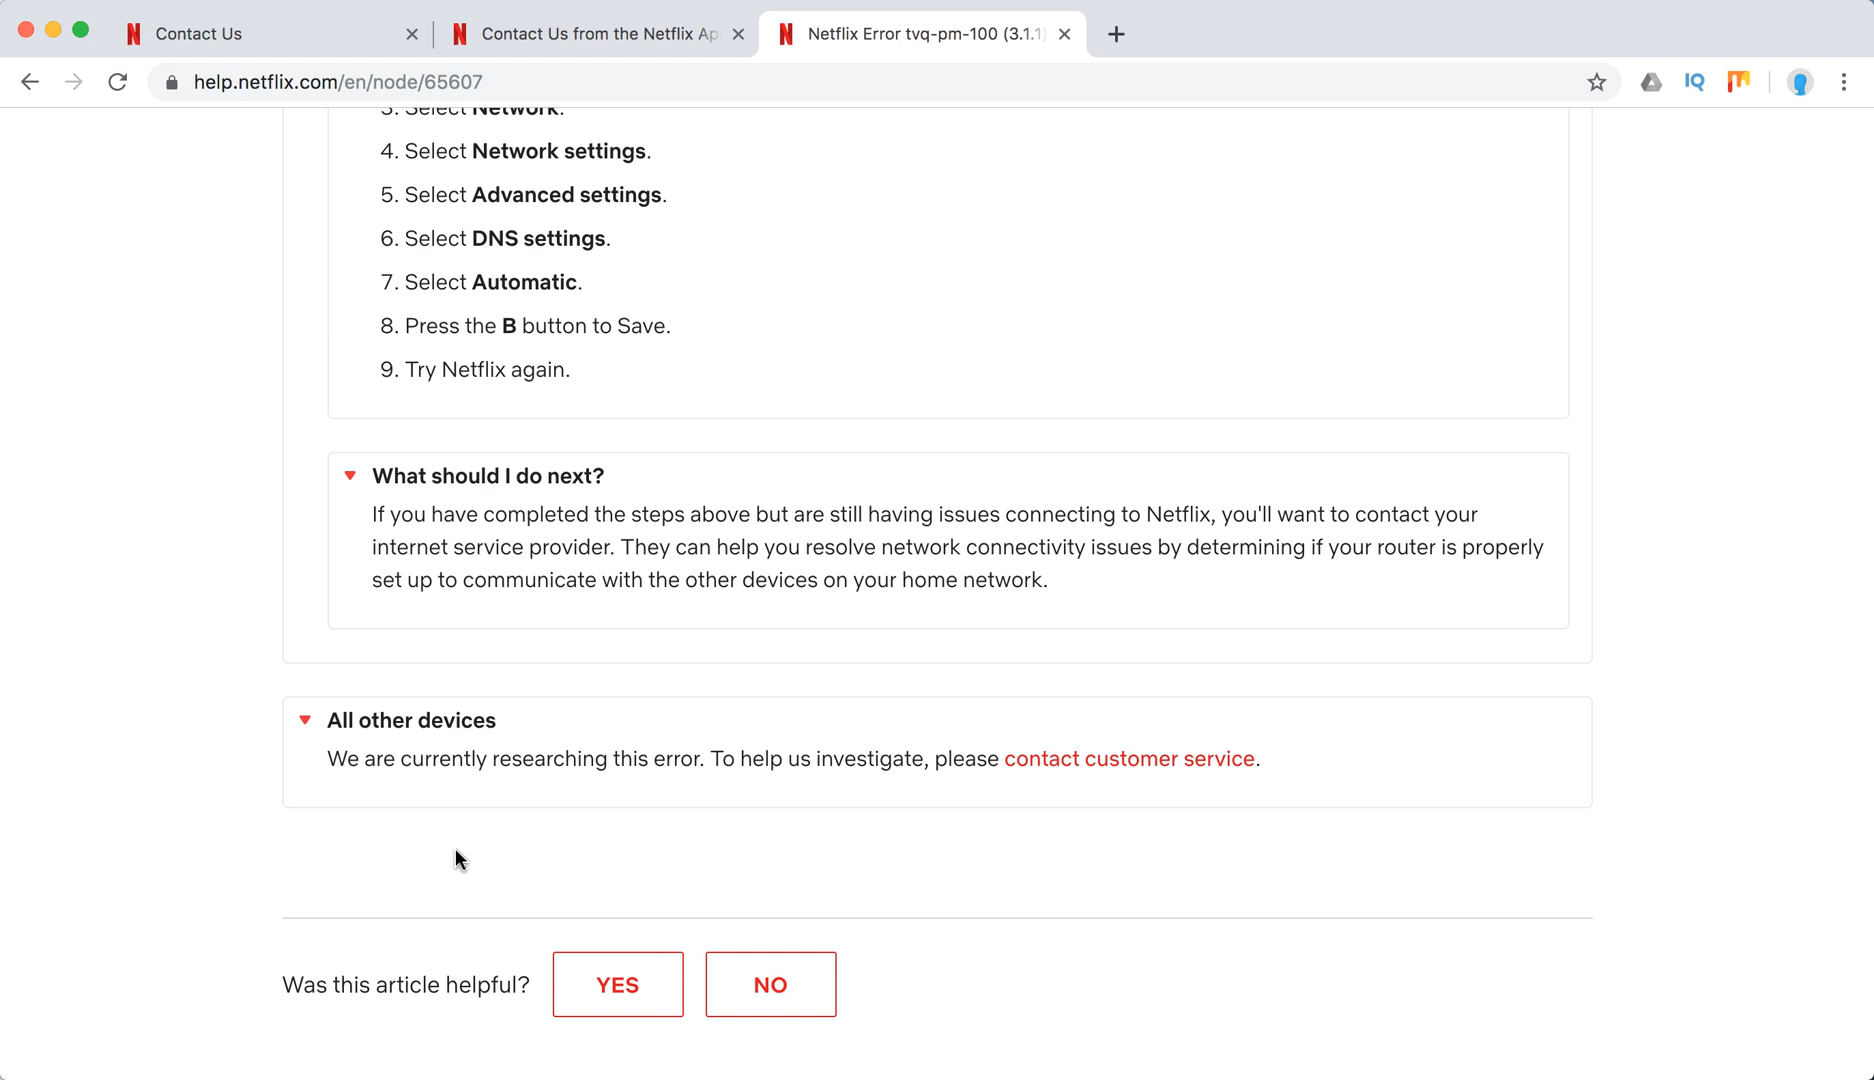 Contact Us
Contact Us from the Netflix Ap
Netflix Error tvq-pm-100 (3.1.1)
help.netflix.com/en/node/65607
IQ
3. Select Network.
4. Select Network settings.
5. Select Advanced settings.
6. Select DNS settings.
7. Select Automatic.
8. Press the B button to Save.
9. Try Netflix again.
What should I do next?
If you have completed the steps above but are still having issues connecting to Netflix, you'll want to contact your
internet service provider. They can help you resolve network connectivity issues by determining if your router is properly
set up to communicate with the other devices on your home network.
All other devices
We are currently researching this error. To help us investigate, please contact customer service.
Was this article helpful?
YES
NO